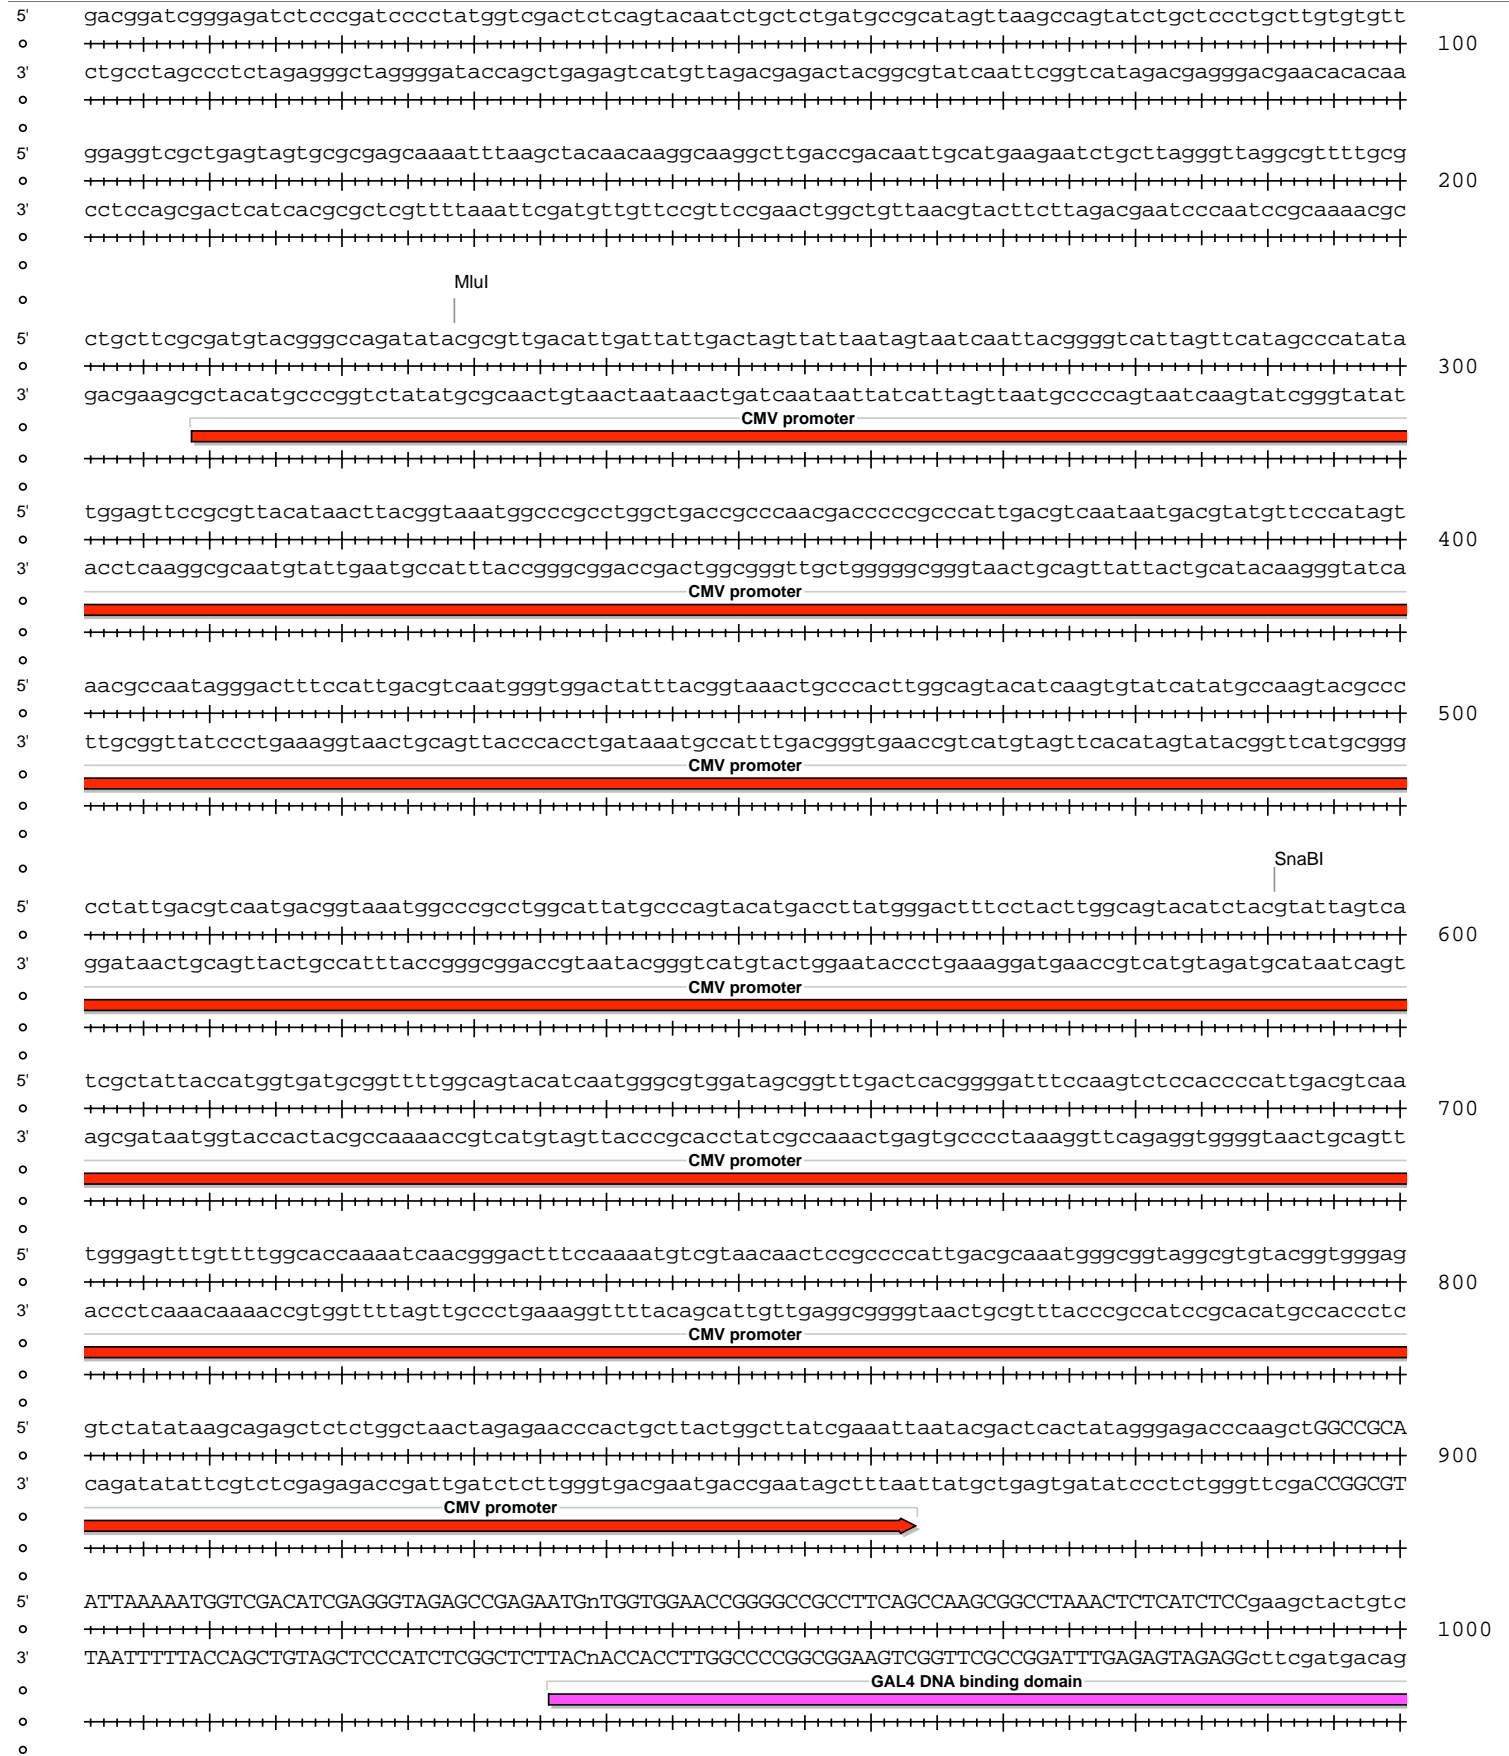 5' gacggatcgggagatctcccgatcccctatggtcgactctcagtacaatctgctctgatgccgcatagttaagccagtatctgctccctgcttgtgtgtt
100
3' ctgcctagccctctagagggctaggggataccagctgagagtcatgttagacgagactacggcgtatcaattcggtcatagacgagggacgaacacacaa
5' ggaggtcgctgagtagtgcgcgagcaaaatttaagctacaacaaggcaaggcttgaccgacaattgcatgaagaatctgcttagggttaggcgttttgcg
200
3' cctccagcgactcatcacgcgctcgttttaaattcgatgttgttccgttccgaactggctgttaacgtacttcttagacgaatcccaatccgcaaaacgc
MluI
5' ctgcttcgcgatgtacgggccagatatacgcgttgacattgattattgactagttattaatagtaatcaattacggggtcattagttcatagcccatata
300
3' gacgaagcgctacatgcccggtctatatgcgcaactgtaactaataactgatcaataattatcattagttaatgccccagtaatcaagtatcgggtatat
CMV promoter
5' tggagttccgcgttacataacttacggtaaatggcccgcctggctgaccgcccaacgacccccgcccattgacgtcaataatgacgtatgttcccatagt
400
3' acctcaaggcgcaatgtattgaatgccatttaccgggcggaccgactggcgggttgctgggggcgggtaactgcagttattactgcatacaagggtatca
CMV promoter
5' aacgccaatagggactttccattgacgtcaatgggtggactatttacggtaaactgcccacttggcagtacatcaagtgtatcatatgccaagtacgccc
500
3' ttgcggttatccctgaaaggtaactgcagttacccacctgataaatgccatttgacgggtgaaccgtcatgtagttcacatagtatacggttcatgcggg
CMV promoter
SnaBI
5' cctattgacgtcaatgacggtaaatggcccgcctggcattatgcccagtacatgaccttatgggactttcctacttggcagtacatctacgtattagtca
600
3' ggataactgcagttactgccatttaccgggcggaccgtaatacgggtcatgtactggaataccctgaaaggatgaaccgtcatgtagatgcataatcagt
CMV promoter
5' tcgctattaccatggtgatgcggttttggcagtacatcaatgggcgtggatagcggtttgactcacggggatttccaagtctccaccccattgacgtcaa
700
3' agcgataatggtaccactacgccaaaaccgtcatgtagttacccgcacctatcgccaaactgagtgcccctaaaggttcagaggtggggtaactgcagtt
CMV promoter
5' tgggagtttgttttggcaccaaaatcaacgggactttccaaaatgtcgtaacaactccgccccattgacgcaaatgggcggtaggcgtgtacggtgggag
800
3' accctcaaacaaaaccgtggttttagttgccctgaaaggttttacagcattgttgaggcggggtaactgcgtttacccgccatccgcacatgccaccctc
CMV promoter
5' gtctatataagcagagctctctggctaactagagaacccactgcttactggcttatcgaaattaatacgactcactatagggagacccaagctGGCCGCA
900
3' cagatatattcgtctcgagagaccgattgatctcttgggtgacgaatgaccgaatagctttaattatgctgagtgatatccctctgggttcgaCCGGCGT
CMV promoter
5' ATTAAAAATGGTCGACATCGAGGGTAGAGCCGAGAATGnTGGTGGAACCGGGGCCGCCTTCAGCCAAGCGGCCTAAACTCTCATCTCCgaagctactgtc
1000
3' TAATTTTTACCAGCTGTAGCTCCCATCTCGGCTCTTACnACCACCTTGGCCCCGGCGGAAGTCGGTTCGCCGGATTTGAGAGTAGAGGcttcgatgacag
GAL4 DNA binding domain